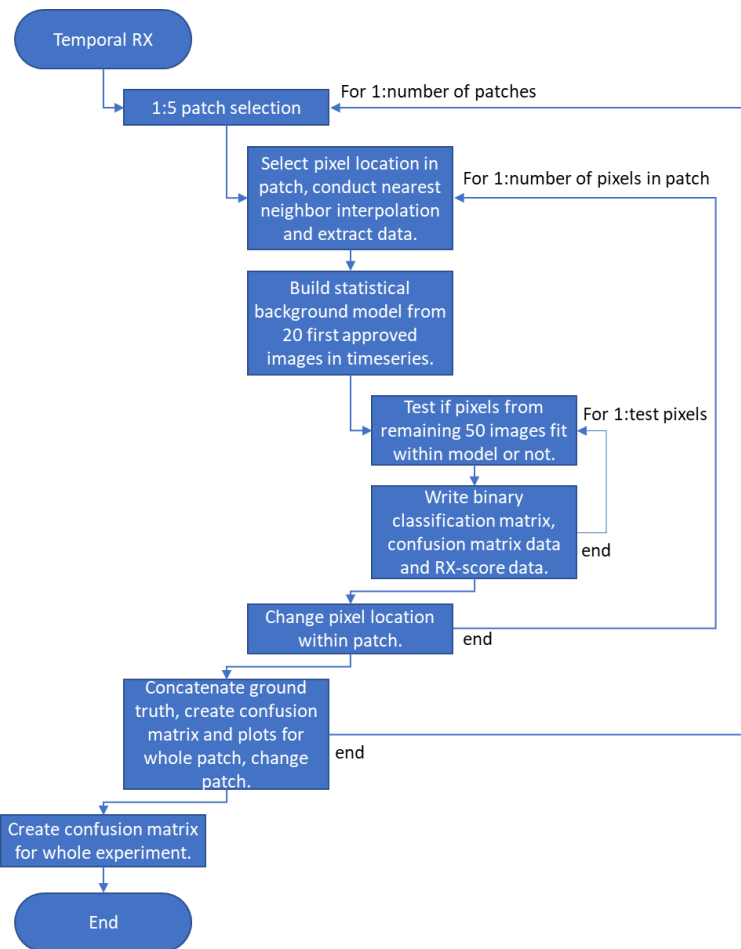 Temporal RX
For 1:number of patches
1:5 patch selection
Select pixel location in
patch, conduct nearest
neighbor interpolation
and extract data.
For 1:number of pixels in patch
Build statistical
background model from
20 first approved
images in timeseries.
Test if pixels from
remaining 50 images fit
within model or not.
For 1:test pixels
Write binary
classification matrix,
confusion matrix data
and RX-score data.
end
Change pixel location
within patch.
end
Concatenate ground
truth, create confusion
matrix and plots for
whole patch, change
patch.
end
Create confusion matrix
for whole experiment.
End